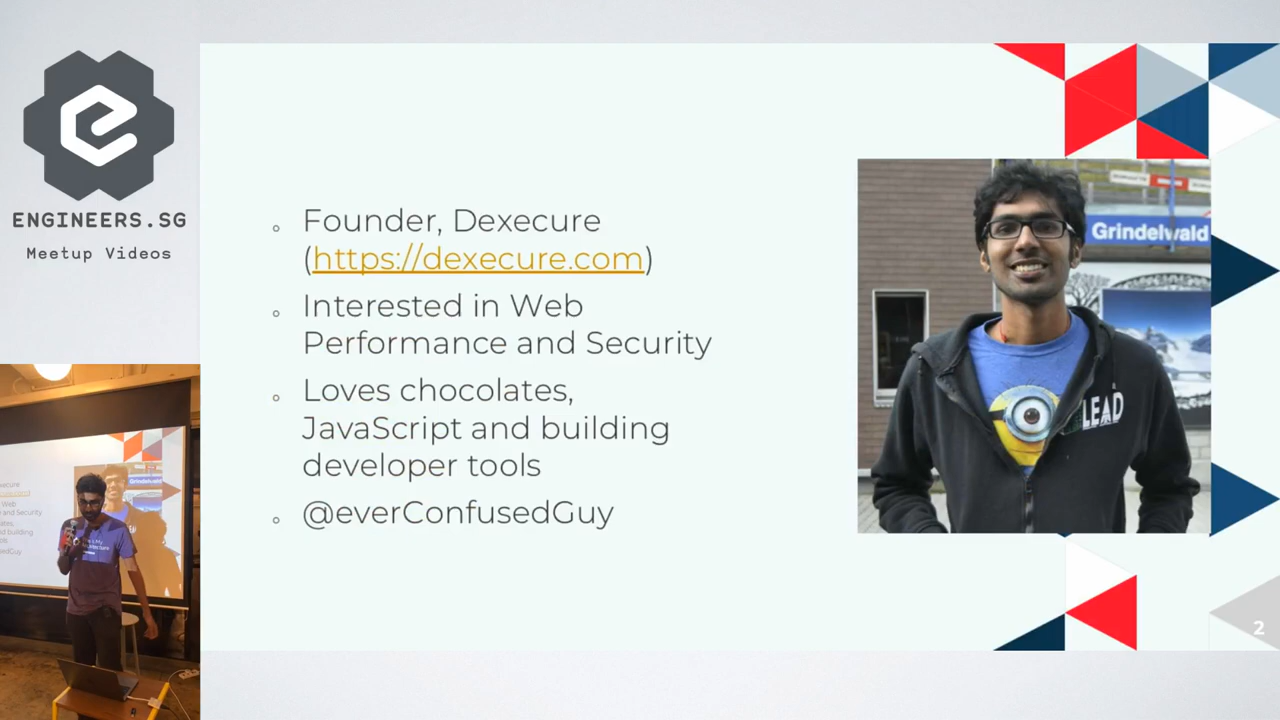 ENGINEERS.SG
Meetup Videos
Founder, Dexecure
(https://dexecure.com)
Interested in Web
Performance and Security
Loves chocolates,
JavaScript and building
developer tools
@everConfusedGuy
Grindelwald
LEAD
2